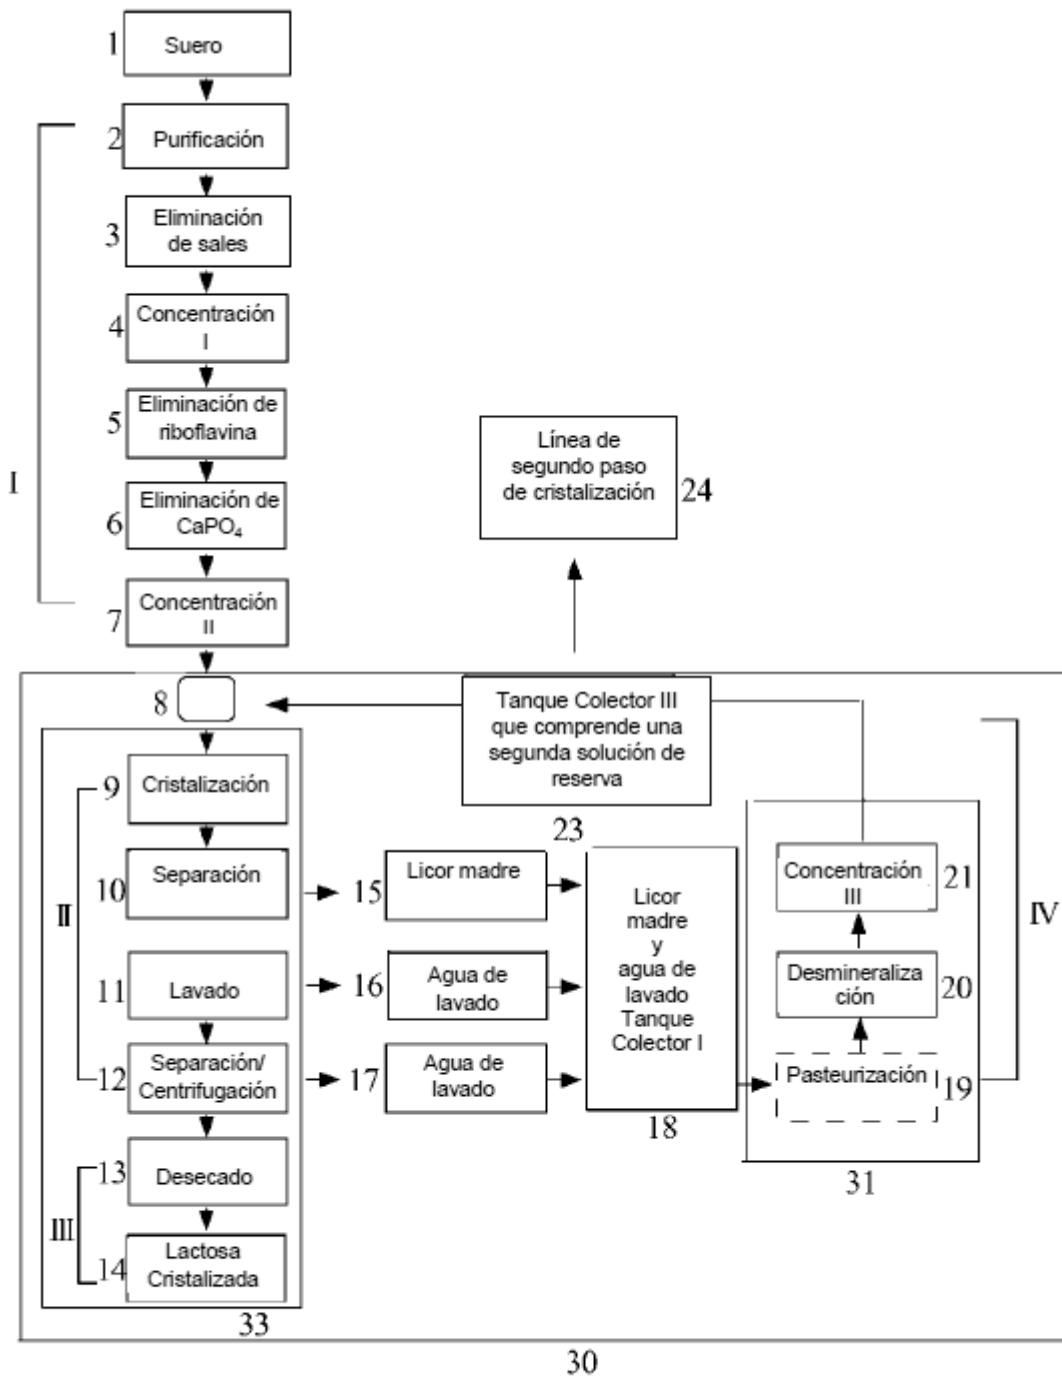 1
Suero
2
Purificación
3
Eliminación
de sales
4
Concentración
I
5
Eliminación de
riboflavina
6
Eliminación de
CaPO₄
7
Concentración
II
I
Línea de
segundo paso
de cristalización
24
8
Tanque Colector III
que comprende una
segunda solución de
reserva
23
9
Cristalización
10
Separación
11
Lavado
12
Separación/
Centrifugación
II
13
Desecado
14
Lactosa
Cristalizada
III
33
15
Licor madre
16
Agua de
lavado
17
Agua de
lavado
Licor
madre
y
agua de
lavado
Tanque
Colector I
18
Concentración
III
21
Desmineraliza
ción
20
Pasteurización
19
31
IV
30